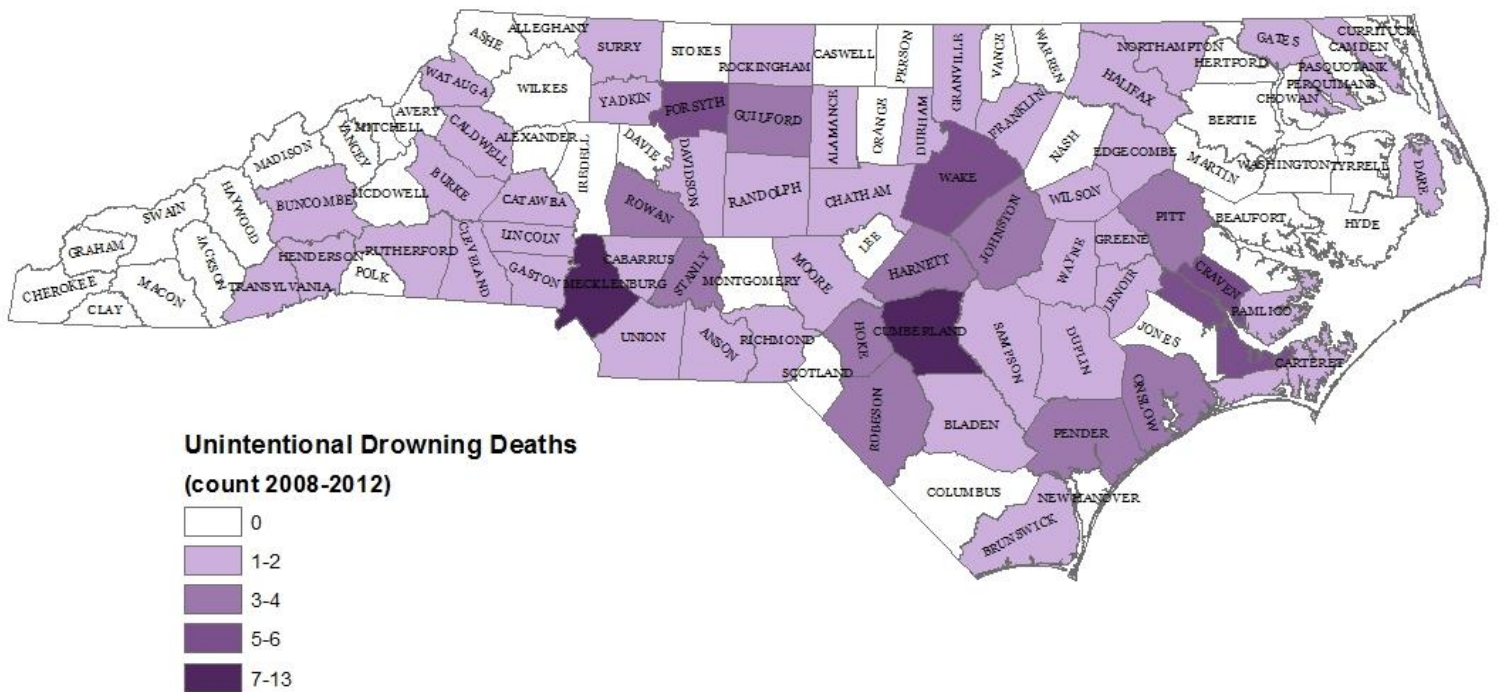 ALLEGHANY
ASHE
SURRY
STOKES
ROCKINGHAM
CASWELL
PERSON
GRANVILLE
VANCE
WARREN
NORTHAMPTON
HERTFORD
GATES
CURRITUCK
CAMDEN
PASQUOTANK
PERQUIMANS
CHOWAN
WATAUGA
WILKES
YADKIN
FORSYTH
GUILFORD
ALAMANCE
ORANGE
DURHAM
FRANKLIN
HALIFAX
BERTIE
AVERY
MITCHELL
YANCEY
MADISON
CALDWELL
ALEXANDER
IREDELL
DAVIE
DAVIDSON
RANDOLPH
CHATHAM
WAKE
NASH
EDGECOMBE
MARTIN
WASHINGTON
TYRRELL
DARE
HAYWOOD
BUNCOMBE
MCDOWELL
BURKE
CATAWBA
ROWAN
LEE
JOHNSTON
WILSON
PITT
BEAUFORT
HYDE
SWAIN
GRAHAM
JACKSON
HENDERSON
RUTHERFORD
CLEVELAND
LINCOLN
GASTON
CABARRUS
STANLY
MONTGOMERY
MOORE
HARNETT
WAYNE
GREENE
LENOIR
CRAVEN
PAMLICO
CHEROKEE
CLAY
MACON
TRANSYLVANIA
POLK
MECKLENBURG
UNION
ANSON
RICHMOND
SCOTLAND
HOKE
CUMBERLAND
SAMPSON
DUPLIN
JONES
CARTERET
ONSLOW
ROBESON
BLADEN
PENDER
COLUMBUS
NEW HANOVER
BRUNSWICK
Unintentional Drowning Deaths
(count 2008-2012)
0
1-2
3-4
5-6
7-13